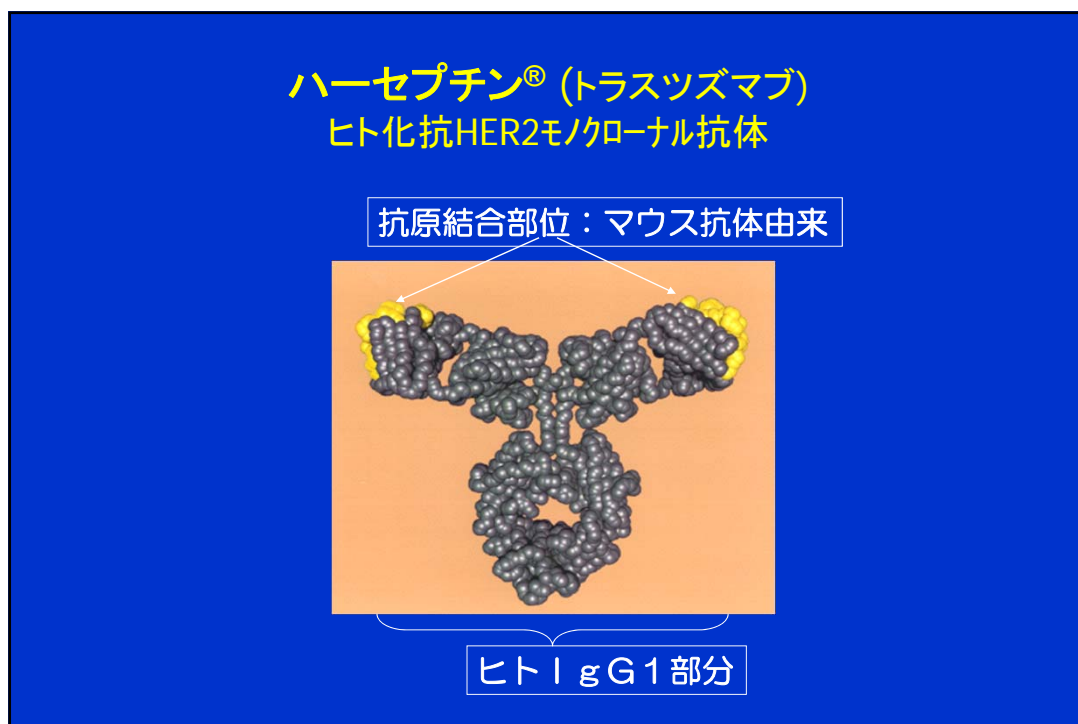 ハーセプチン® (トラスツズマブ)
ヒト化抗HER2モノクローナル抗体
抗原結合部位：マウス抗体由来
ヒトＩｇＧ１部分